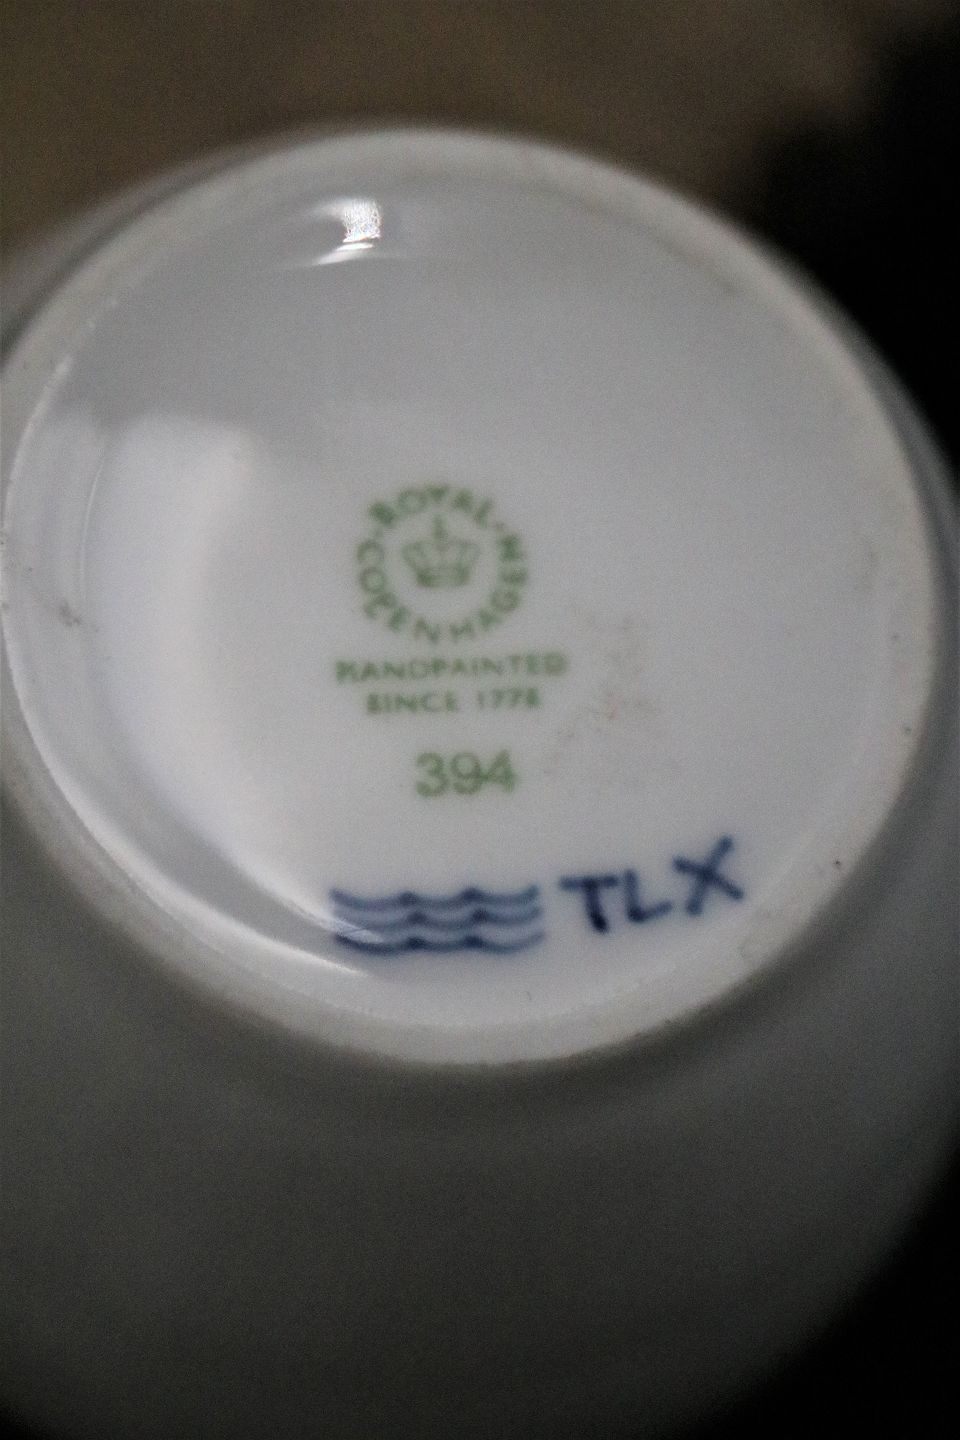 ROYAL
COPENHAGEN
HANDPAINTED
SINCE 1775
394
TLX